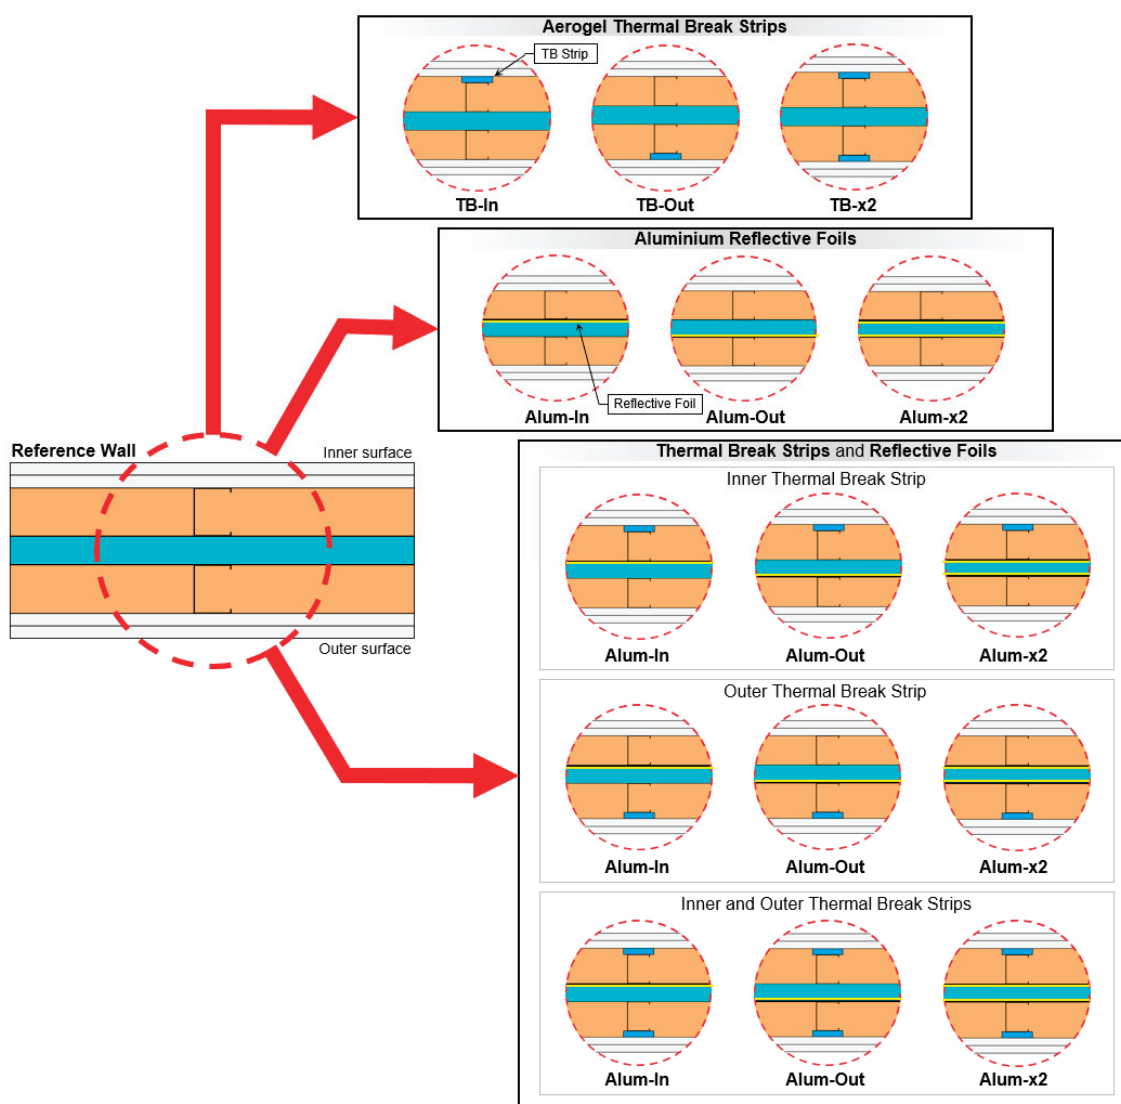 Aerogel Thermal Break Strips
TB Strip
TB-In
TB-Out
TB-x2
Aluminium Reflective Foils
Reflective Foil
Alum-In
Alum-Out
Alum-x2
Reference Wall
Inner surface
Outer surface
Thermal Break Strips and Reflective Foils
Inner Thermal Break Strip
Alum-In
Alum-Out
Alum-x2
Outer Thermal Break Strip
Alum-In
Alum-Out
Alum-x2
Inner and Outer Thermal Break Strips
Alum-In
Alum-Out
Alum-x2